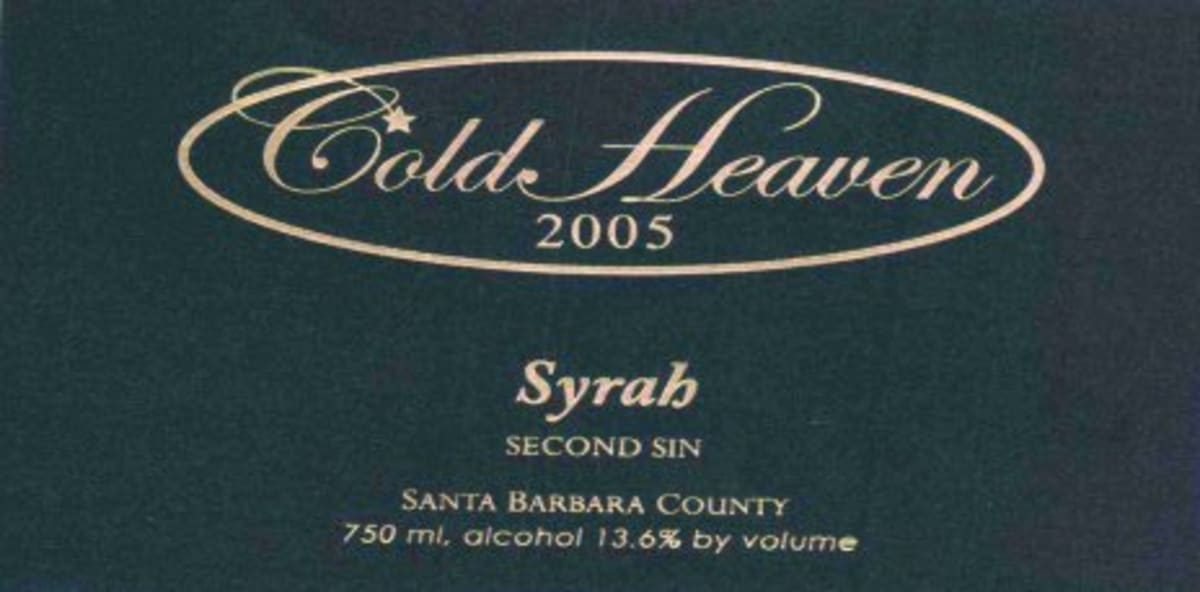 Cold Heaven
2005
Syrah
SECOND SIN
SANTA BARBARA COUNTY
750 ml, alcohol 13.6% by volume